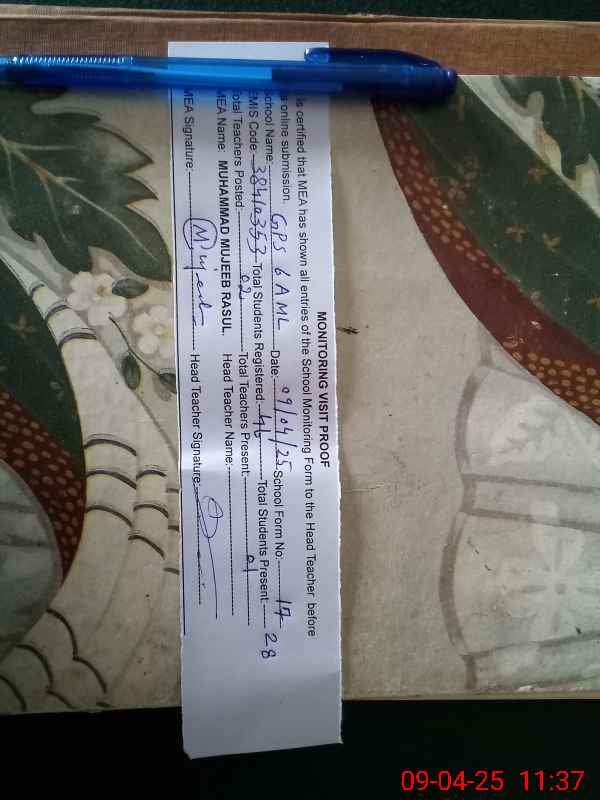 MONITORING VISIT PROOF
is certified that MEA has shown all entries of the School Monitoring Form to the Head Teacher before
online submission.
School Name: GPS 6 AML Date: 09/04/25 School Form No: 17
EMIS Code: 38410353 Total Students Registered: 46 Total Students Present: 28
Total Teachers Posted: 02 Total Teachers Present: 01
MEA Name: MUHAMMAD MUJEEB RASUL. Head Teacher Name:
MEA Signature: Mujeeb Head Teacher Signature:
09-04-25 11:37